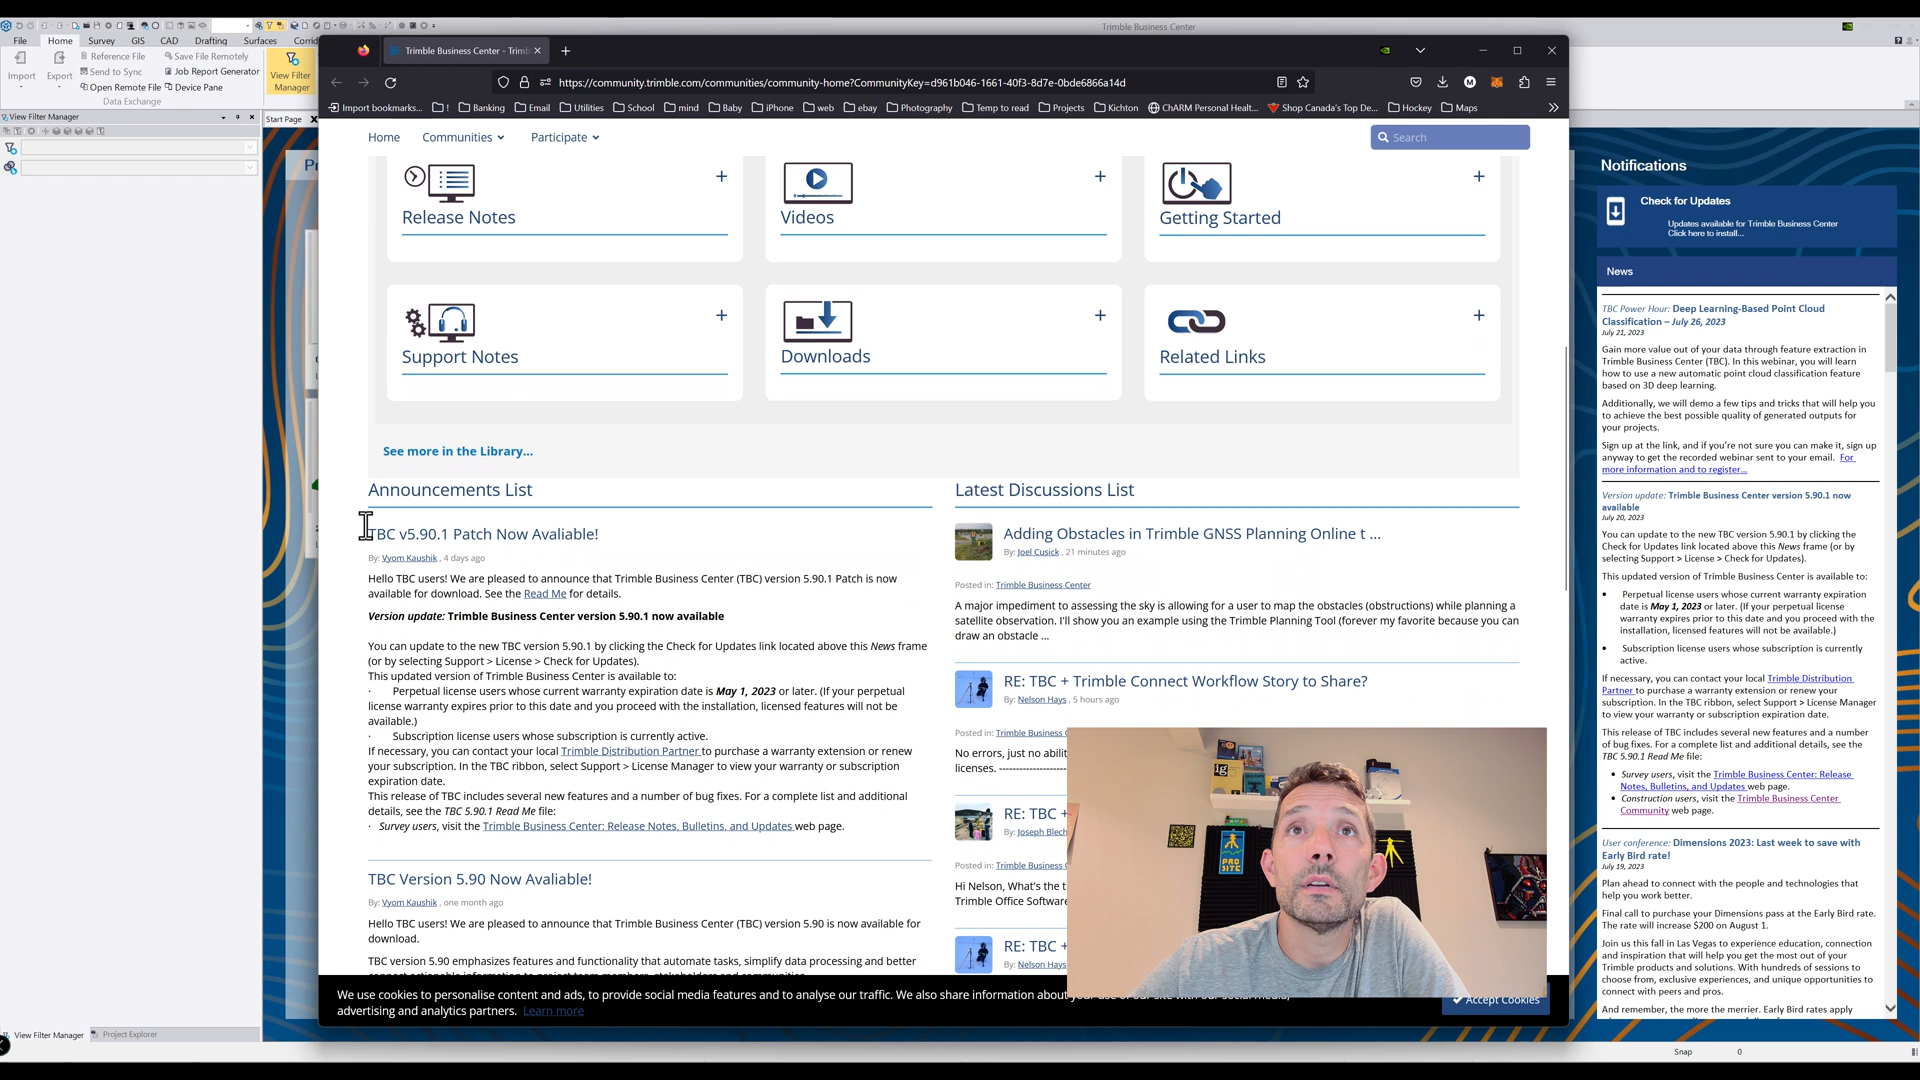 Trimble Business Center
File Home Survey GIS CAD Drafting Surfaces Corrid
Import
Export
Reference File
Save File Remotely
Send to Sync
Job Report Generator
Open Remote File
Device Pane
Data Exchange
View Filter
Manager
View Filter Manager
Start Page
Trimble Business Center - Trimb
https://community.trimble.com/communities/community-home?CommunityKey=d961b046-1661-40f3-8d7e-0bde6866a14d
Import bookmarks... ! Banking Email Utilities School mind Baby iPhone web ebay Photography Temp to read Projects Kichton ChARM Personal Healt... Shop Canada's Top De... Hockey Maps
Home Communities Participate
Search
Release Notes
Videos
Getting Started
Support Notes
Downloads
Related Links
See more in the Library...
Announcements List
TBC v5.90.1 Patch Now Avaliable!
By: Vyom Kaushik , 4 days ago
Hello TBC users! We are pleased to announce that Trimble Business Center (TBC) version 5.90.1 Patch is now
available for download. See the Read Me for details.
Version update: Trimble Business Center version 5.90.1 now available
You can update to the new TBC version 5.90.1 by clicking the Check for Updates link located above this News frame
(or by selecting Support > License > Check for Updates).
This updated version of Trimble Business Center is available to:
· Perpetual license users whose current warranty expiration date is May 1, 2023 or later. (If your perpetual
license warranty expires prior to this date and you proceed with the installation, licensed features will not be
available.)
· Subscription license users whose subscription is currently active.
If necessary, you can contact your local Trimble Distribution Partner to purchase a warranty extension or renew
your subscription. In the TBC ribbon, select Support > License Manager to view your warranty or subscription
expiration date.
This release of TBC includes several new features and a number of bug fixes. For a complete list and additional
details, see the TBC 5.90.1 Read Me file:
· Survey users, visit the Trimble Business Center: Release Notes, Bulletins, and Updates web page.
TBC Version 5.90 Now Avaliable!
By: Vyom Kaushik , one month ago
Hello TBC users! We are pleased to announce that Trimble Business Center (TBC) version 5.90 is now available for
download.
TBC version 5.90 emphasizes features and functionality that automate tasks, simplify data processing and better
Latest Discussions List
Adding Obstacles in Trimble GNSS Planning Online t ...
By: Joel Cusick , 21 minutes ago
Posted in: Trimble Business Center
A major impediment to assessing the sky is allowing for a user to map the obstacles (obstructions) while planning a
satellite observation. I'll show you an example using the Trimble Planning Tool (forever my favorite because you can
draw an obstacle ...
RE: TBC + Trimble Connect Workflow Story to Share?
By: Nelson Hays , 5 hours ago
Posted in: Trimble Business C
No errors, just no abilit
licenses. -------------------
RE: TBC +
By: Joseph Blech
Posted in: Trimble Business C
Hi Nelson, What's the t
Trimble Office Software
RE: TBC +
By: Nelson Hays
PRO
SITE
We use cookies to personalise content and ads, to provide social media features and to analyse our traffic. We also share information about your use of our site with our social media,
advertising and analytics partners. Learn more
Accept Cookies
Notifications
Check for Updates
Updates available for Trimble Business Center
Click here to install...
News
TBC Power Hour: Deep Learning-Based Point Cloud
Classification – July 26, 2023
July 21, 2023
Gain more value out of your data through feature extraction in
Trimble Business Center (TBC). In this webinar, you will learn
how to use a new automatic point cloud classification feature
based on 3D deep learning.
Additionally, we will demo a few tips and tricks that will help you
to achieve the best possible quality of generated outputs for
your projects.
Sign up at the link, and if you're not sure you can make it, sign up
anyway to get the recorded webinar sent to your email. For
more information and to register...
Version update: Trimble Business Center version 5.90.1 now
available
July 20, 2023
You can update to the new TBC version 5.90.1 by clicking the
Check for Updates link located above this News frame (or by
selecting Support > License > Check for Updates).
This updated version of Trimble Business Center is available to:
• Perpetual license users whose current warranty expiration
date is May 1, 2023 or later. (If your perpetual license
warranty expires prior to this date and you proceed with the
installation, licensed features will not be available.)
• Subscription license users whose subscription is currently
active.
If necessary, you can contact your local Trimble Distribution
Partner to purchase a warranty extension or renew your
subscription. In the TBC ribbon, select Support > License Manager
to view your warranty or subscription expiration date.
This release of TBC includes several new features and a number
of bug fixes. For a complete list and additional details, see the
TBC 5.90.1 Read Me file:
• Survey users, visit the Trimble Business Center: Release
Notes, Bulletins, and Updates web page.
• Construction users, visit the Trimble Business Center
Community web page.
User conference: Dimensions 2023: Last week to save with
Early Bird rate!
July 19, 2023
Plan ahead to connect with the people and technologies that
help you work better.
Final call to purchase your Dimensions pass at the Early Bird rate.
The rate will increase $200 on August 1.
Join us this fall in Las Vegas to experience education, connection
and inspiration that will help you get the most out of your
Trimble products and solutions. With hundreds of sessions to
choose from, exclusive experiences, and unique opportunities to
connect with peers and pros.
And remember, the more the merrier. Early Bird rates apply
View Filter Manager Project Explorer
Snap 0